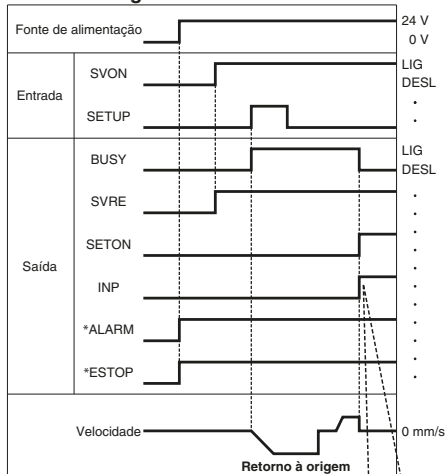 Fonte de alimentação
24 V
0 V
Entrada
SVON
LIG
DESL
SETUP
Saída
BUSY
LIG
DESL
SVRE
SETON
INP
*ALARM
*ESTOP
Velocidade
0 mm/s
Retorno à origem